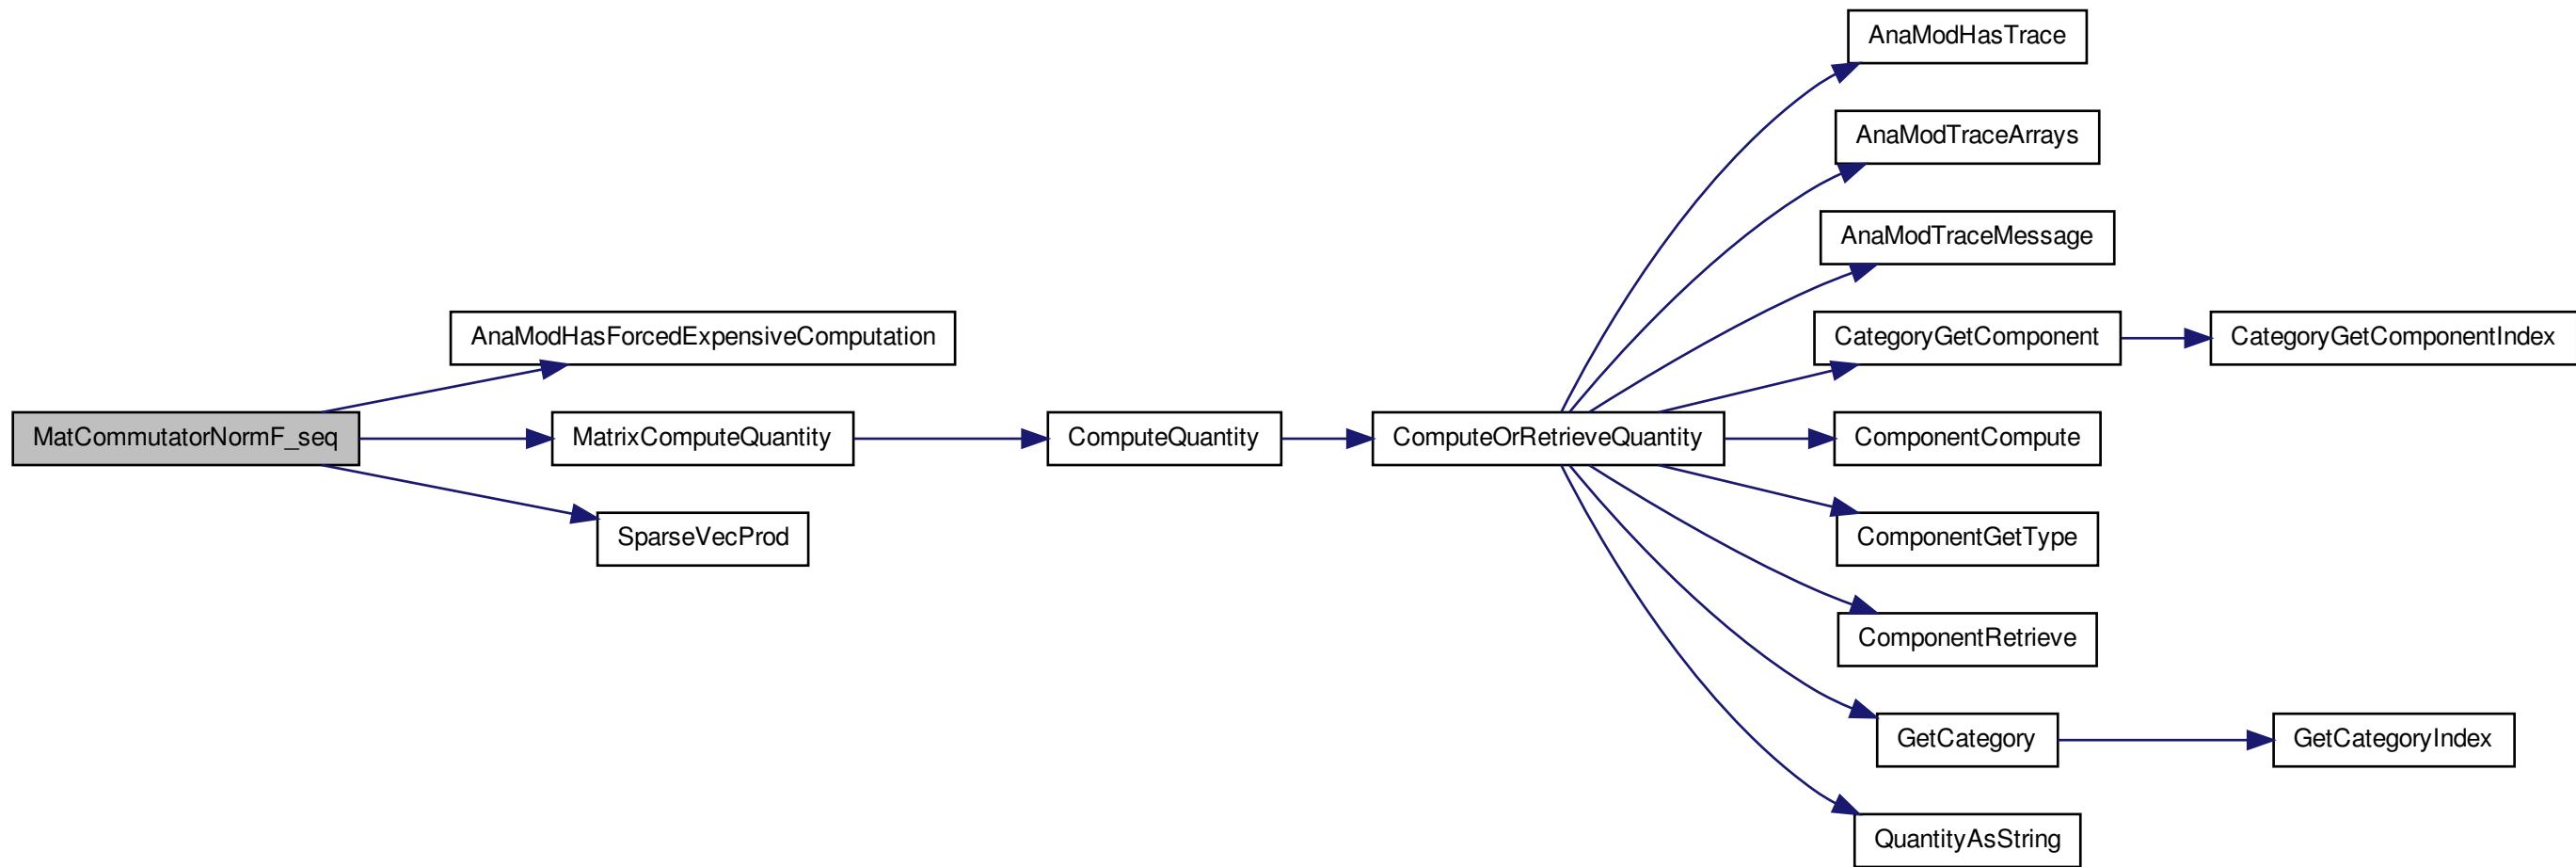 AnaModHasTrace
AnaModTraceArrays
AnaModTraceMessage
AnaModHasForcedExpensiveComputation
CategoryGetComponent
CategoryGetComponentIndex
MatCommutatorNormF_seq
MatrixComputeQuantity
ComputeQuantity
ComputeOrRetrieveQuantity
ComponentCompute
SparseVecProd
ComponentGetType
ComponentRetrieve
GetCategory
GetCategoryIndex
QuantityAsString